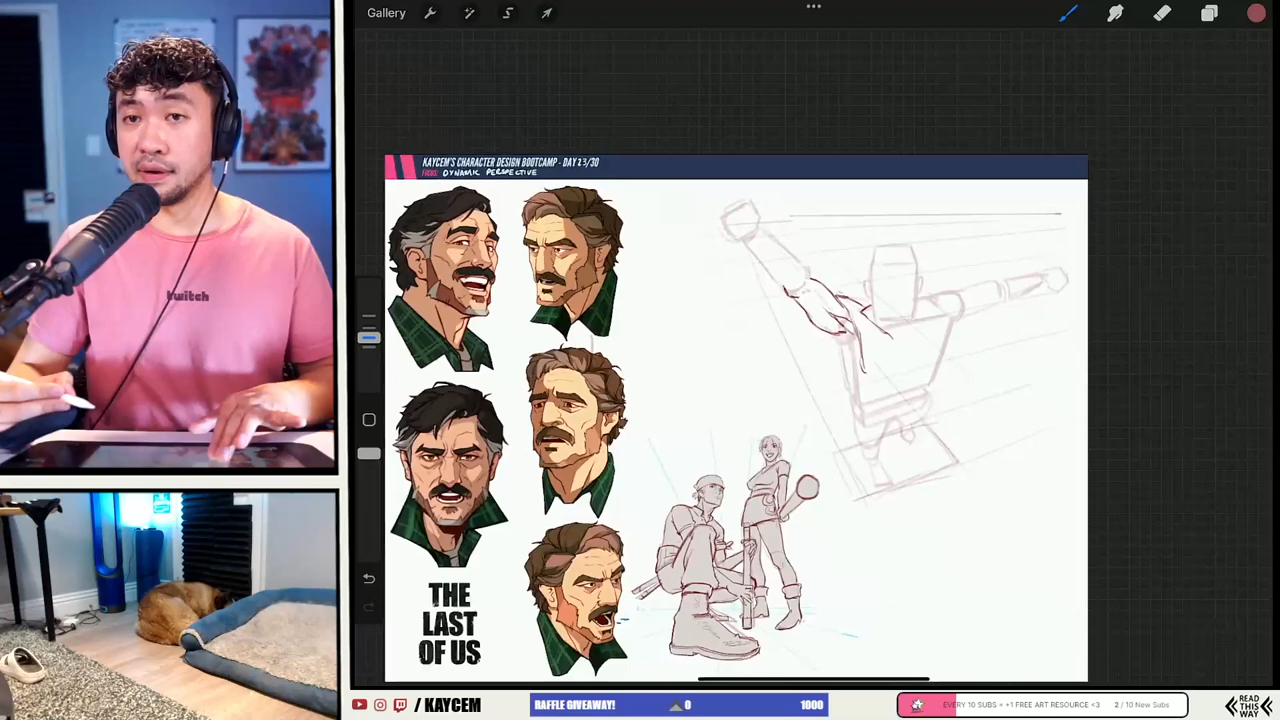 Gallery
KAYCEM'S CHARACTER DESIGN BOOTCAMP - DAY 23/30
FOCUS: DYNAMIC PERSPECTIVE
twitch
THE
LAST
OF US
/ KAYCEM
RAFFLE GIVEAWAY!
0
1000
EVERY 10 SUBS = +1 FREE ART RESOURCE <3
2 / 10 New Subs
READ
THIS
WAY